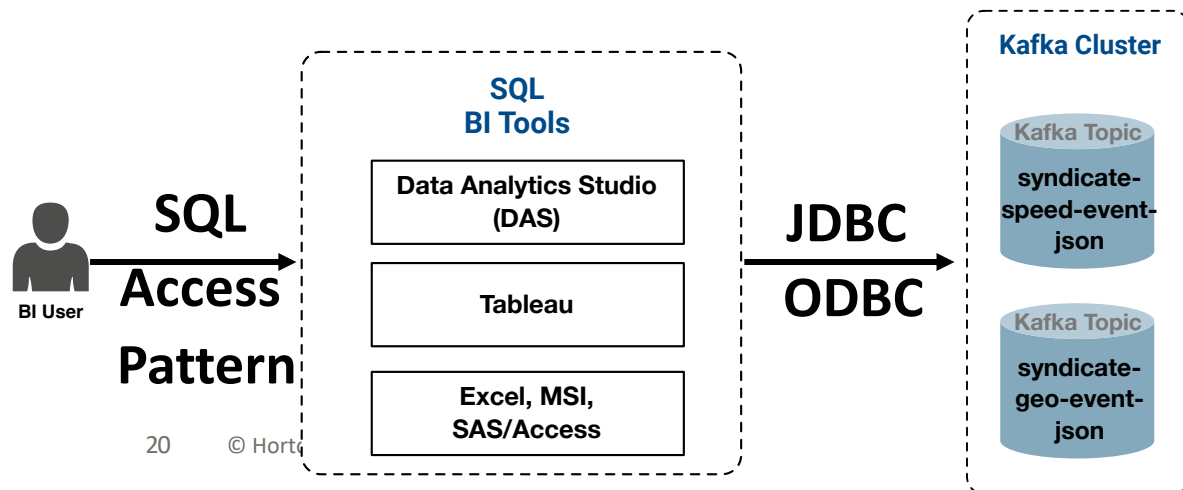 BI User
SQL
Access
Pattern
SQL
BI Tools
Data Analytics Studio
(DAS)
Tableau
Excel, MSI,
SAS/Access
JDBC
ODBC
Kafka Cluster
Kafka Topic
syndicate-
speed-event-
json
Kafka Topic
syndicate-
geo-event-
json
20 ©